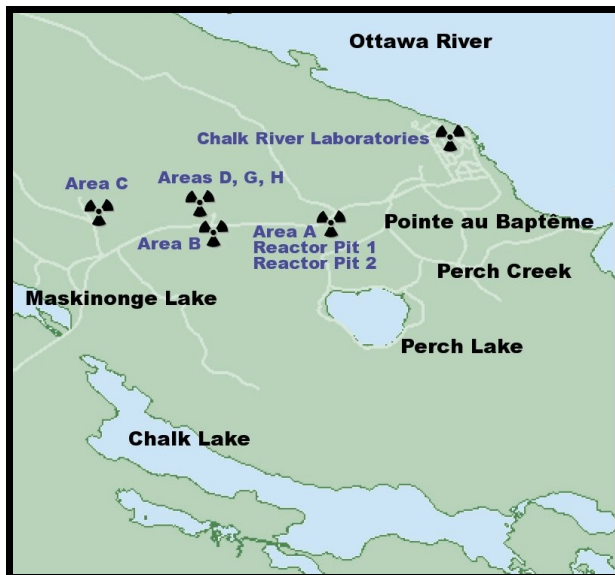 Ottawa River
Chalk River Laboratories
Area C
Areas D, G, H
Area B
Area A
Reactor Pit 1
Reactor Pit 2
Pointe au Baptême
Perch Creek
Maskinonge Lake
Perch Lake
Chalk Lake